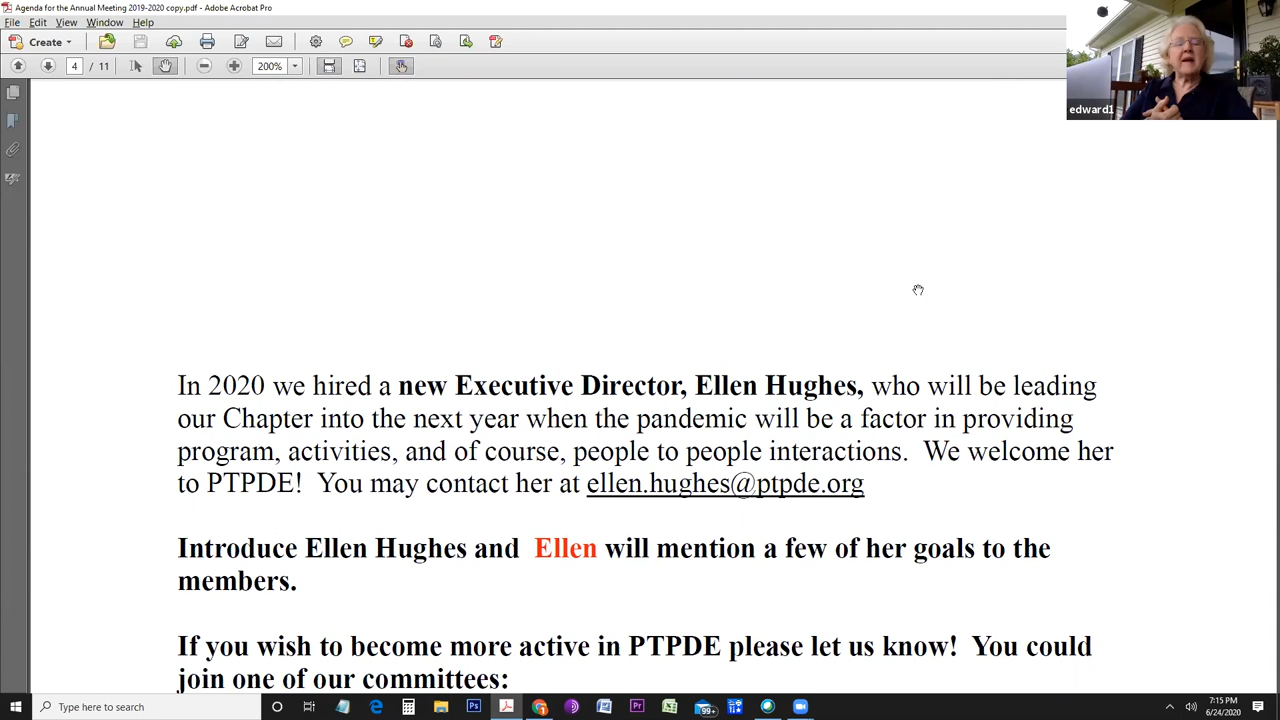 Agenda for the Annual Meeting 2019-2020 copy.pdf - Adobe Acrobat Pro
File Edit View Window Help
Create
4 / 11 200%
edward1
In 2020 we hired a new Executive Director, Ellen Hughes, who will be leading
our Chapter into the next year when the pandemic will be a factor in providing
program, activities, and of course, people to people interactions.  We welcome her
to PTPDE!  You may contact her at ellen.hughes@ptpde.org
Introduce Ellen Hughes and  Ellen will mention a few of her goals to the
members.
If you wish to become more active in PTPDE please let us know!  You could
join one of our committees:
Type here to search
99+
7:15 PM
6/24/2020